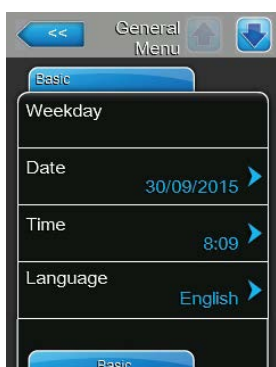 <<
General
Menu
Basic
Weekday
Date
30/09/2015
Time
8:09
Language
English
Basic